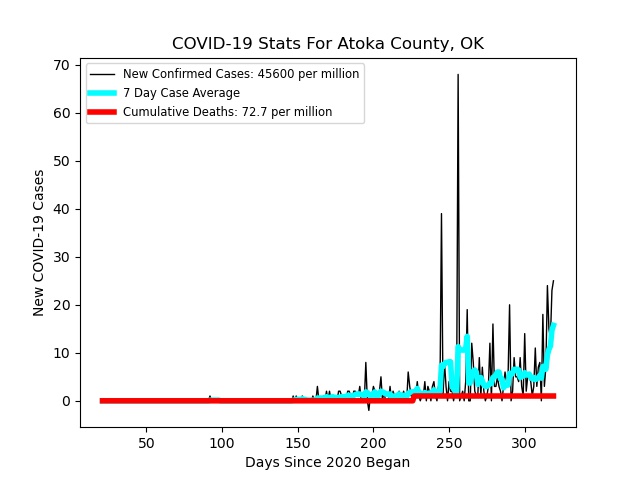 COVID-19 Stats For Atoka County, OK
New Confirmed Cases: 45600 per million
7 Day Case Average
Cumulative Deaths: 72.7 per million
New COVID-19 Cases
70
60
50
40
30
20
10
0
50 100 150 200 250 300
Days Since 2020 Began